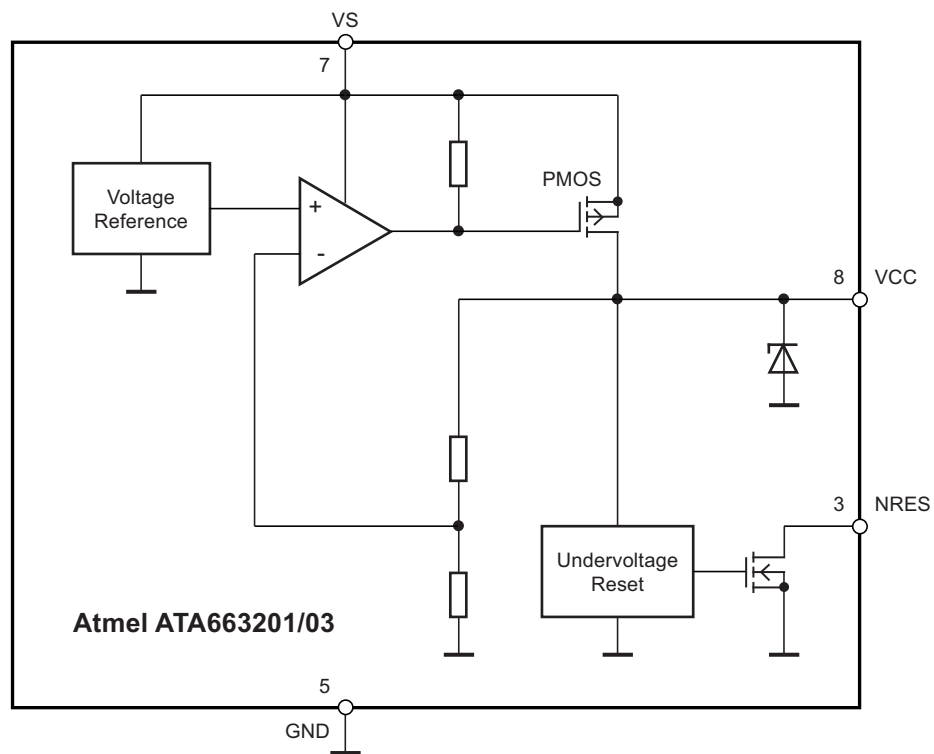 VS
7
Voltage
Reference
+
-
PMOS
8
VCC
3
NRES
Undervoltage
Reset
Atmel ATA663201/03
5
GND